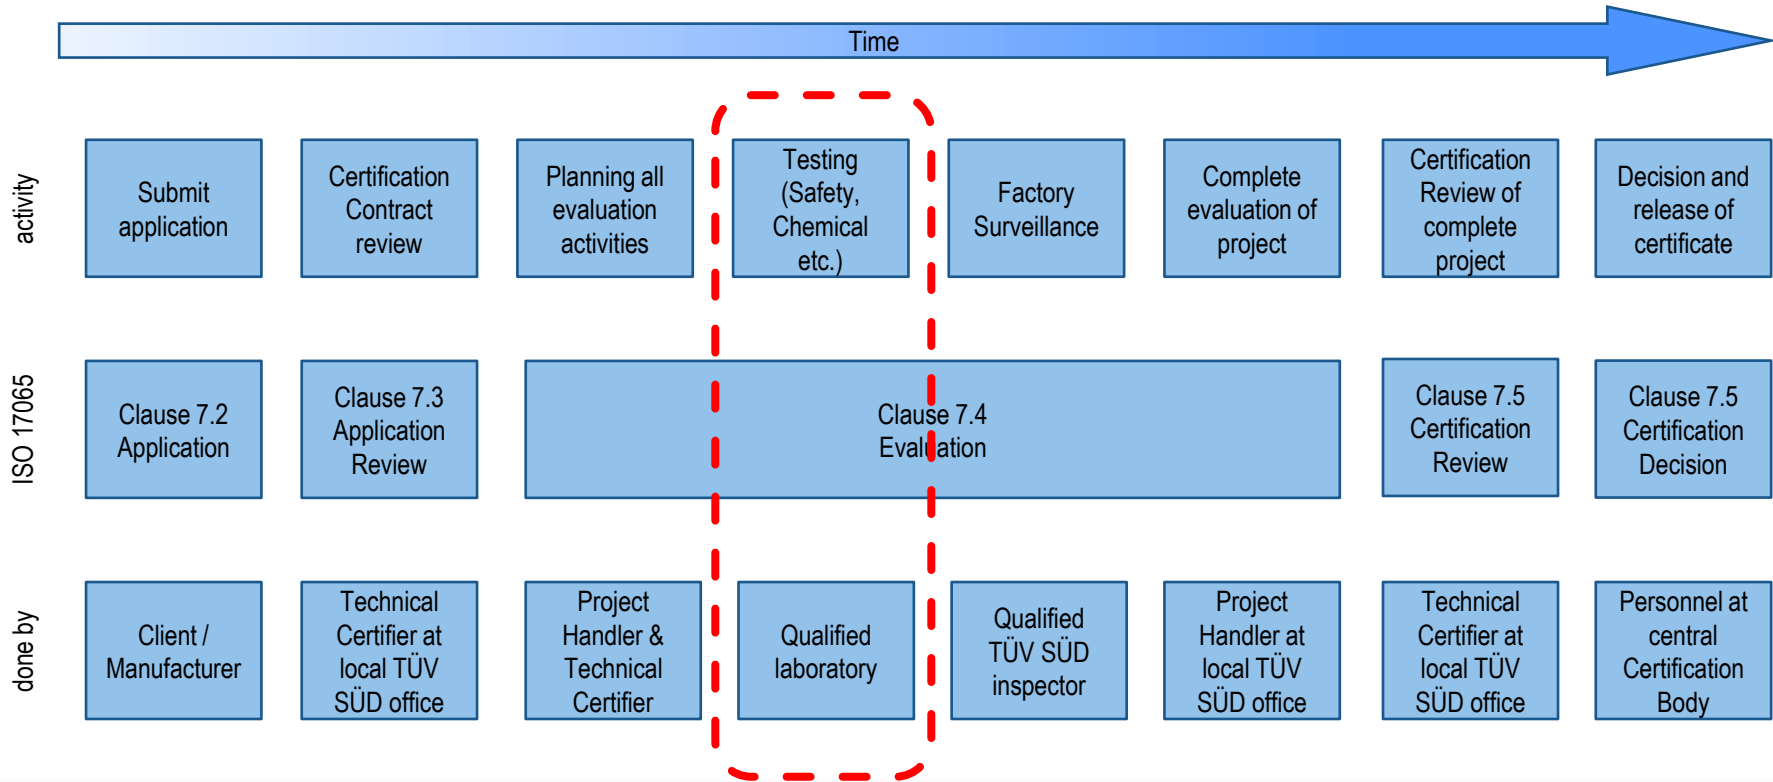 Time
activity
Submit
application
Certification
Contract
review
Planning all
evaluation
activities
Testing
(Safety,
Chemical
etc.)
Factory
Surveillance
Complete
evaluation of
project
Certification
Review of
complete
project
Decision and
release of
certificate
ISO 17065
Clause 7.2
Application
Clause 7.3
Application
Review
Clause 7.4
Evaluation
Clause 7.5
Certification
Review
Clause 7.5
Certification
Decision
done by
Client /
Manufacturer
Technical
Certifier at
local TÜV
SÜD office
Project
Handler &
Technical
Certifier
Qualified
laboratory
Qualified
TÜV SÜD
inspector
Project
Handler at
local TÜV
SÜD office
Technical
Certifier at
local TÜV
SÜD office
Personnel at
central
Certification
Body